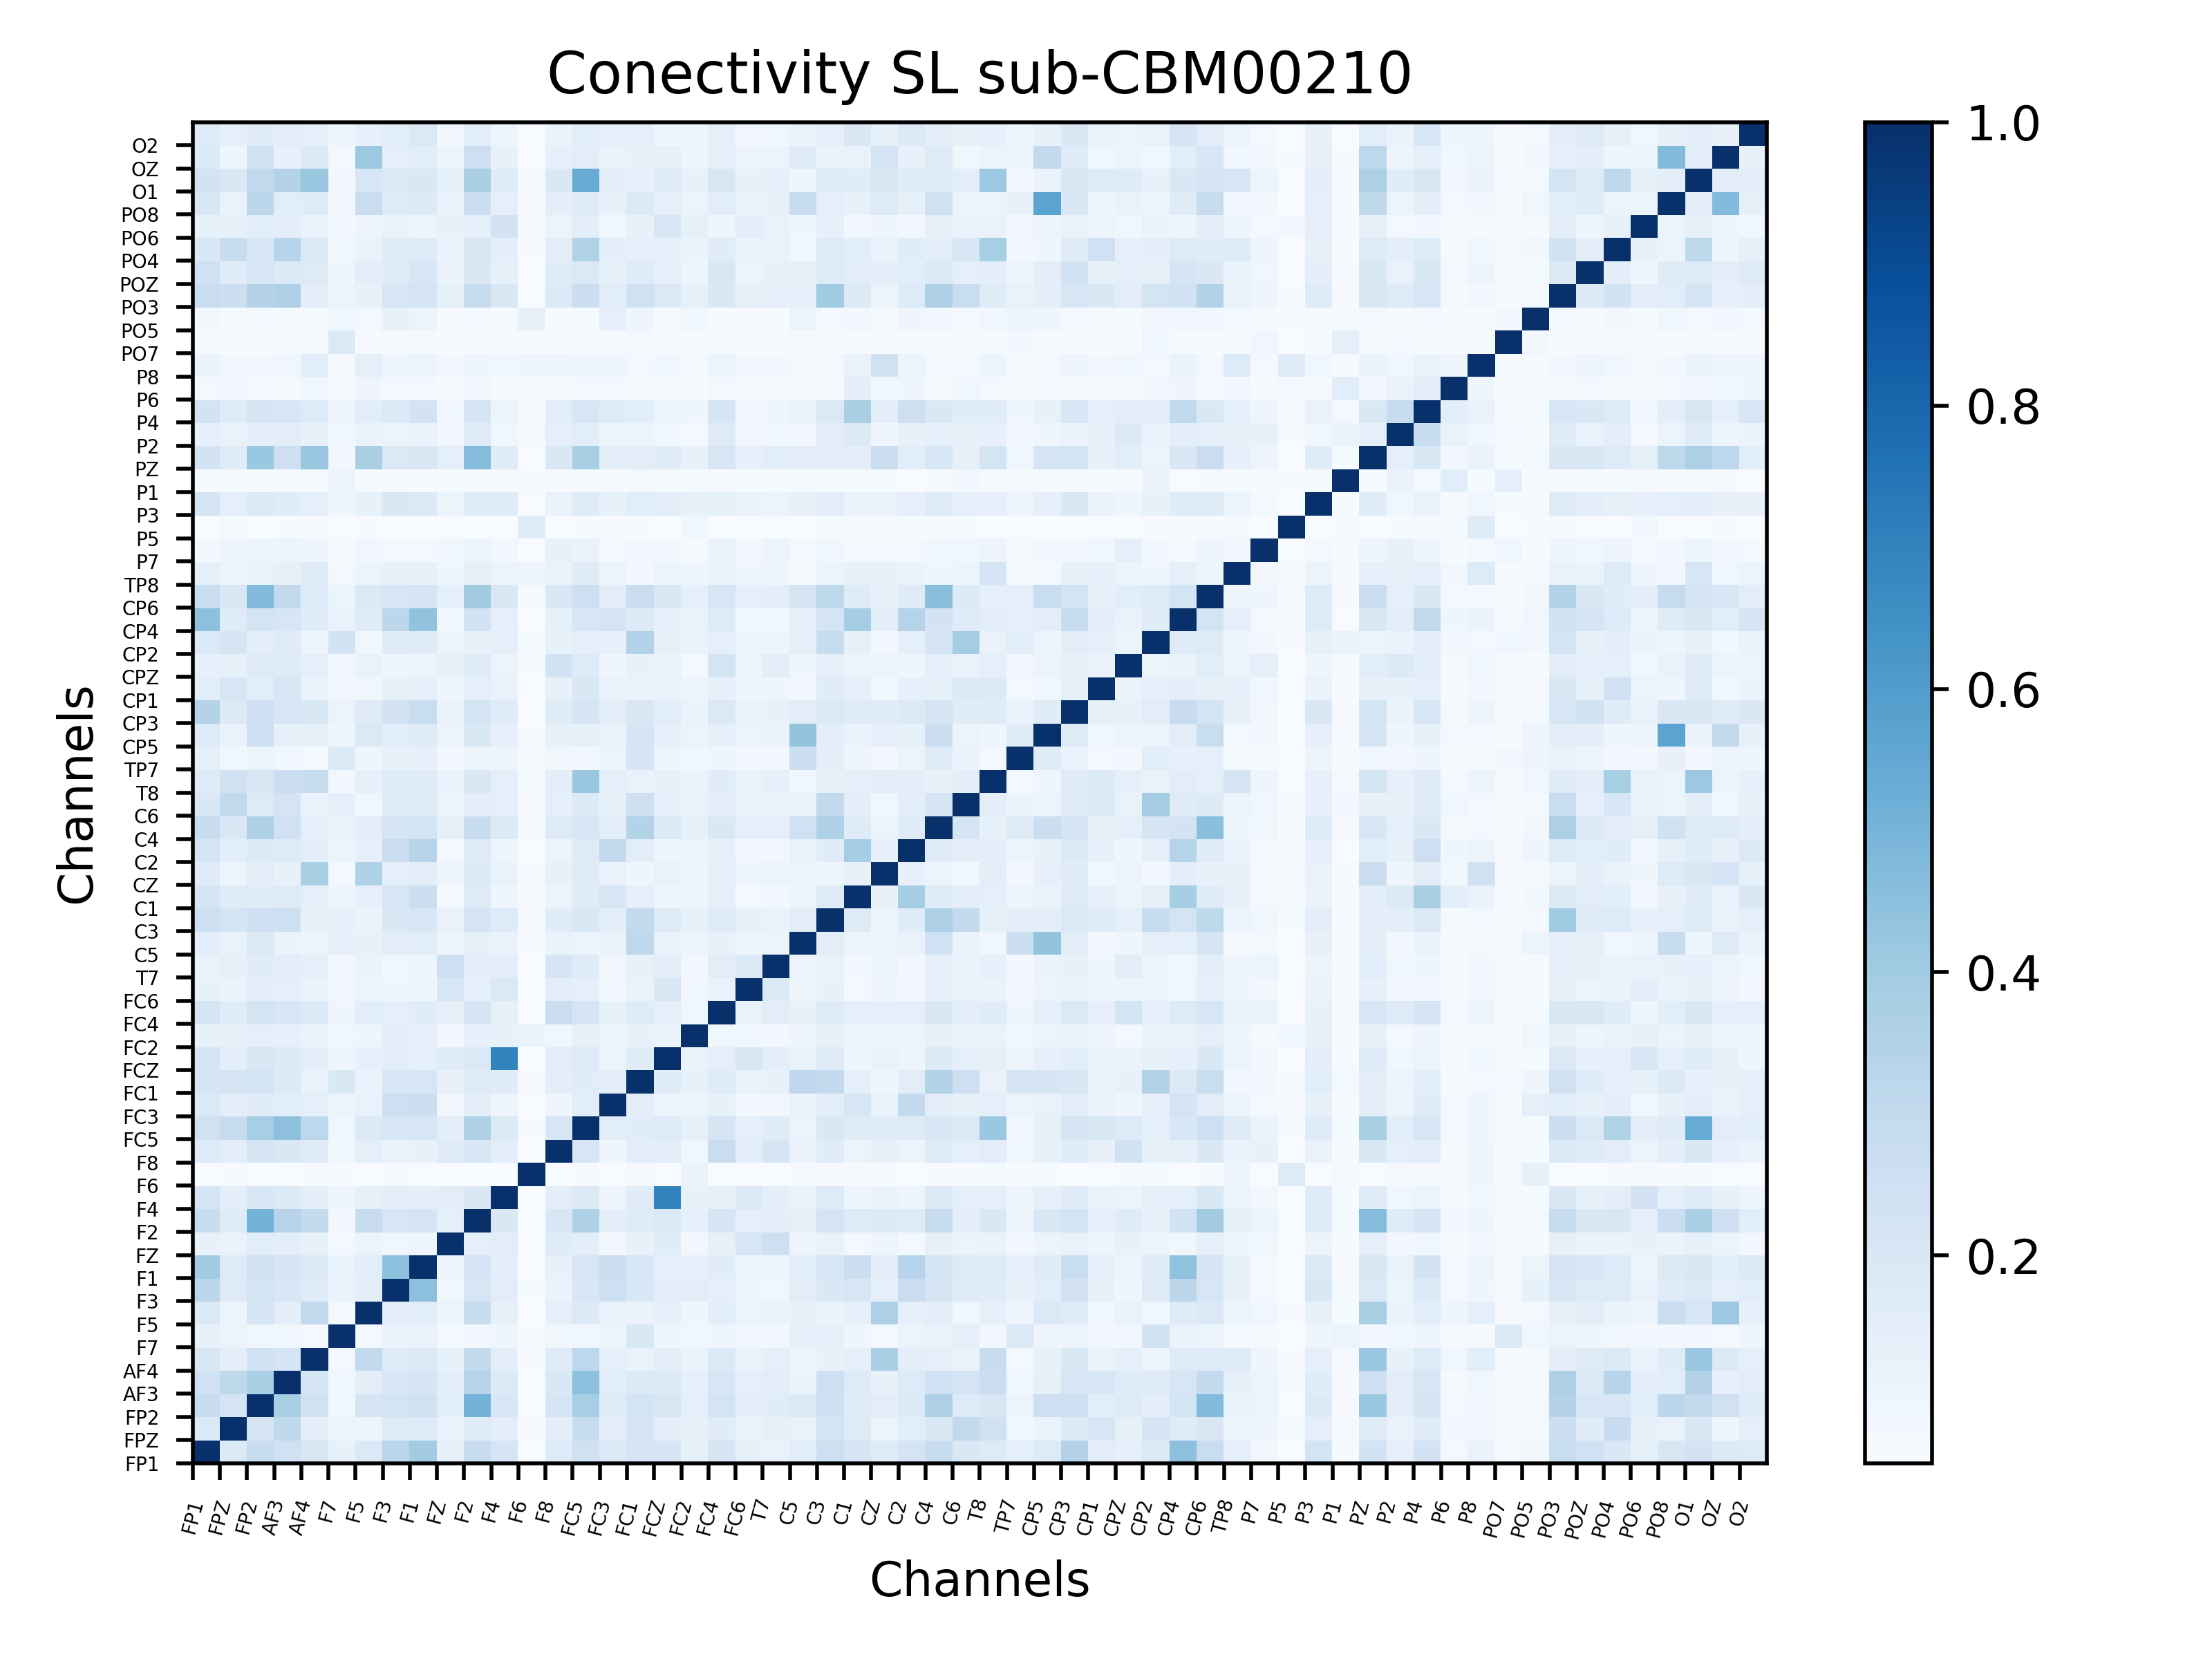 Conectivity SL sub-CBM00210
Channels
O2
OZ
O1
PO8
PO6
PO4
POZ
PO3
PO5
PO7
P8
P6
P4
P2
PZ
P1
P3
P5
P7
TP8
CP6
CP4
CP2
CPZ
CP1
CP3
CP5
TP7
T8
C6
C4
C2
CZ
C1
C3
C5
T7
FC6
FC4
FC2
FCZ
FC1
FC3
FC5
F8
F6
F4
F2
FZ
F1
F3
F5
F7
AF4
AF3
FP2
FPZ
FP1
FP1 FPZ FP2 AF3 AF4 F7 F5 F3 F1 FZ F2 F4 F6 F8 FC5 FC3 FC1 FCZ FC2 FC4 FC6 T7 C5 C3 C1 CZ C2 C4 C6 T8 TP7 CP5 CP3 CP1 CPZ CP2 CP4 CP6 TP8 P7 P5 P3 P1 PZ P2 P4 P6 P8 PO7 PO5 PO3 POZ PO4 PO6 PO8 O1 OZ O2
Channels
1.0
0.8
0.6
0.4
0.2